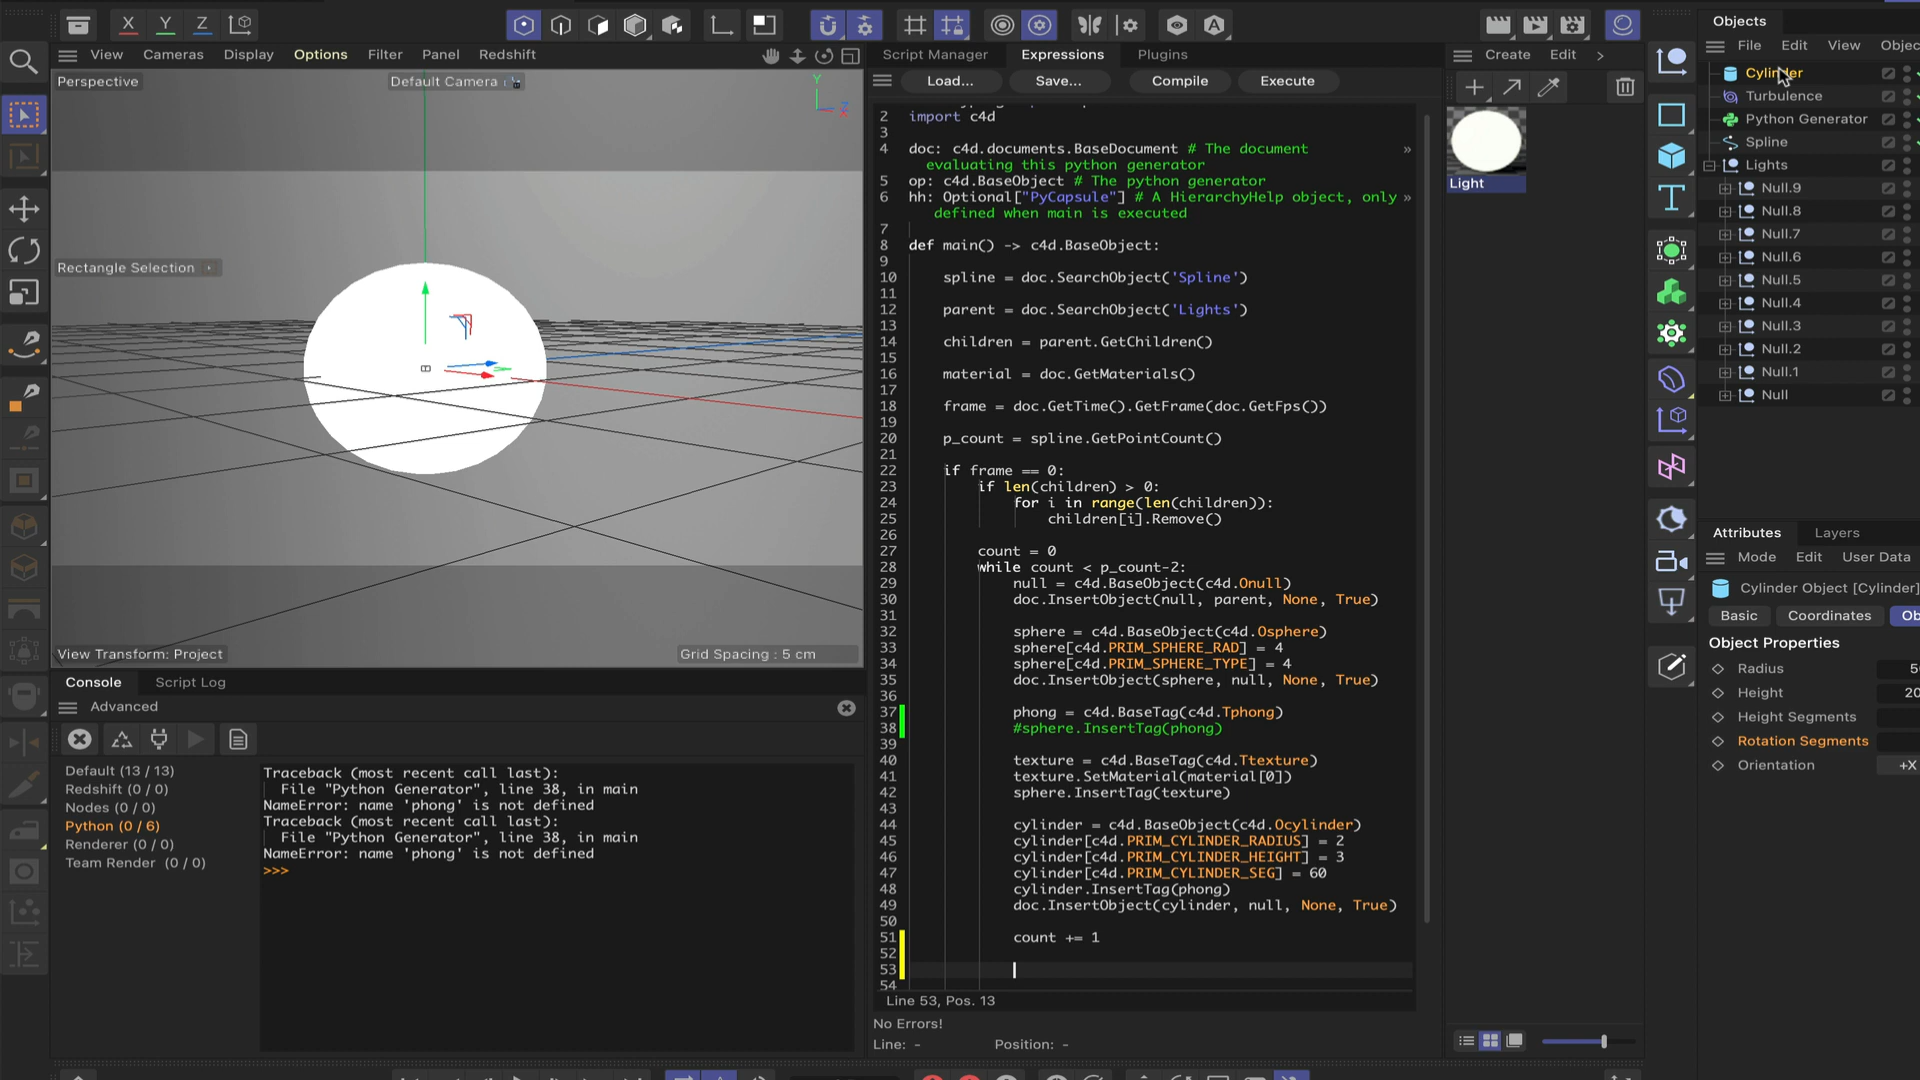 X
Y
Z
View
Cameras
Display
Options
Filter
Panel
Redshift
Perspective
Default Camera
Y
Z
X
Rectangle Selection
View Transform: Project
Grid Spacing : 5 cm
Console
Script Log
Advanced
Default (13 / 13)
Redshift (0 / 0)
Nodes (0 / 0)
Python (0 / 6)
Renderer (0 / 0)
Team Render (0 / 0)
Traceback (most recent call last):
File "Python Generator", line 38, in main
NameError: name 'phong' is not defined
Traceback (most recent call last):
File "Python Generator", line 38, in main
NameError: name 'phong' is not defined
>>>
Script Manager
Expressions
Plugins
Load...
Save...
Compile
Execute
2 import c4d
3
4 doc: c4d.documents.BaseDocument # The document »
evaluating this python generator
5 op: c4d.BaseObject # The python generator
6 hh: Optional["PyCapsule"] # A HierarchyHelp object, only »
defined when main is executed
7
8 def main() -> c4d.BaseObject:
9
10 spline = doc.SearchObject('Spline')
11
12 parent = doc.SearchObject('Lights')
13
14 children = parent.GetChildren()
15
16 material = doc.GetMaterials()
17
18 frame = doc.GetTime().GetFrame(doc.GetFps())
19
20 p_count = spline.GetPointCount()
21
22 if frame == 0:
23 if len(children) > 0:
24 for i in range(len(children)):
25 children[i].Remove()
26
27 count = 0
28 while count < p_count-2:
29 null = c4d.BaseObject(c4d.Onull)
30 doc.InsertObject(null, parent, None, True)
31
32 sphere = c4d.BaseObject(c4d.Osphere)
33 sphere[c4d.PRIM_SPHERE_RAD] = 4
34 sphere[c4d.PRIM_SPHERE_TYPE] = 4
35 doc.InsertObject(sphere, null, None, True)
36
37 phong = c4d.BaseTag(c4d.Tphong)
38 #sphere.InsertTag(phong)
39
40 texture = c4d.BaseTag(c4d.Ttexture)
41 texture.SetMaterial(material[0])
42 sphere.InsertTag(texture)
43
44 cylinder = c4d.BaseObject(c4d.Ocylinder)
45 cylinder[c4d.PRIM_CYLINDER_RADIUS] = 2
46 cylinder[c4d.PRIM_CYLINDER_HEIGHT] = 3
47 cylinder[c4d.PRIM_CYLINDER_SEG] = 60
48 cylinder.InsertTag(phong)
49 doc.InsertObject(cylinder, null, None, True)
50
51 count += 1
52
53
54
Line 53, Pos. 13
No Errors!
Line: -
Position: -
Create
Edit
Light
Objects
File
Edit
View
Objec
Cylinder
Turbulence
Python Generator
Spline
Lights
Null.9
Null.8
Null.7
Null.6
Null.5
Null.4
Null.3
Null.2
Null.1
Null
Attributes
Layers
Mode
Edit
User Data
Cylinder Object [Cylinder]
Basic
Coordinates
Ob
Object Properties
Radius
Height
20
Height Segments
Rotation Segments
Orientation
+X